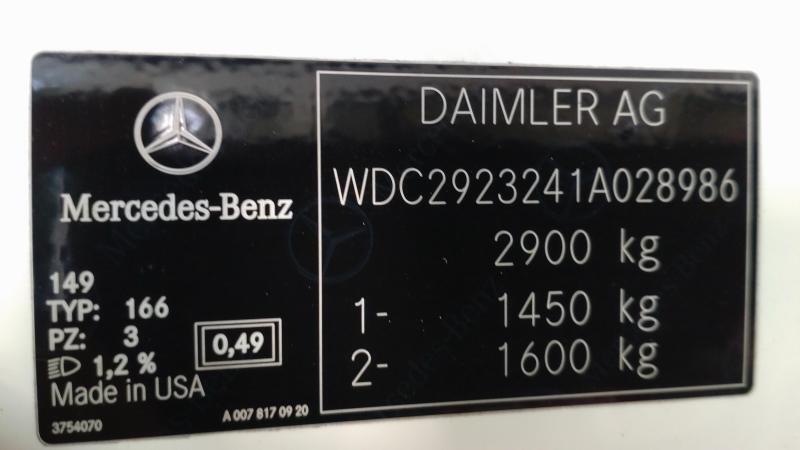 Mercedes-Benz
149
TYP: 166
PZ: 3
0,49
1,2 %
Made in USA
3754070
A 007 817 09 20
DAIMLER AG
WDC2923241A028986
2900 kg
1- 1450 kg
2- 1600 kg